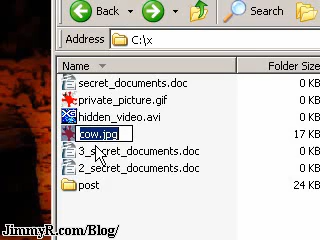 Back
Search
Address C:\x
Name Folder Size
secret_documents.doc 0 KB
private_picture.gif 0 KB
hidden_video.avi 0 KB
cow.jpg 17 KB
3_secret_documents.doc 0 KB
2_secret_documents.doc 0 KB
post 24 KB
JimmyR.com/Blog/